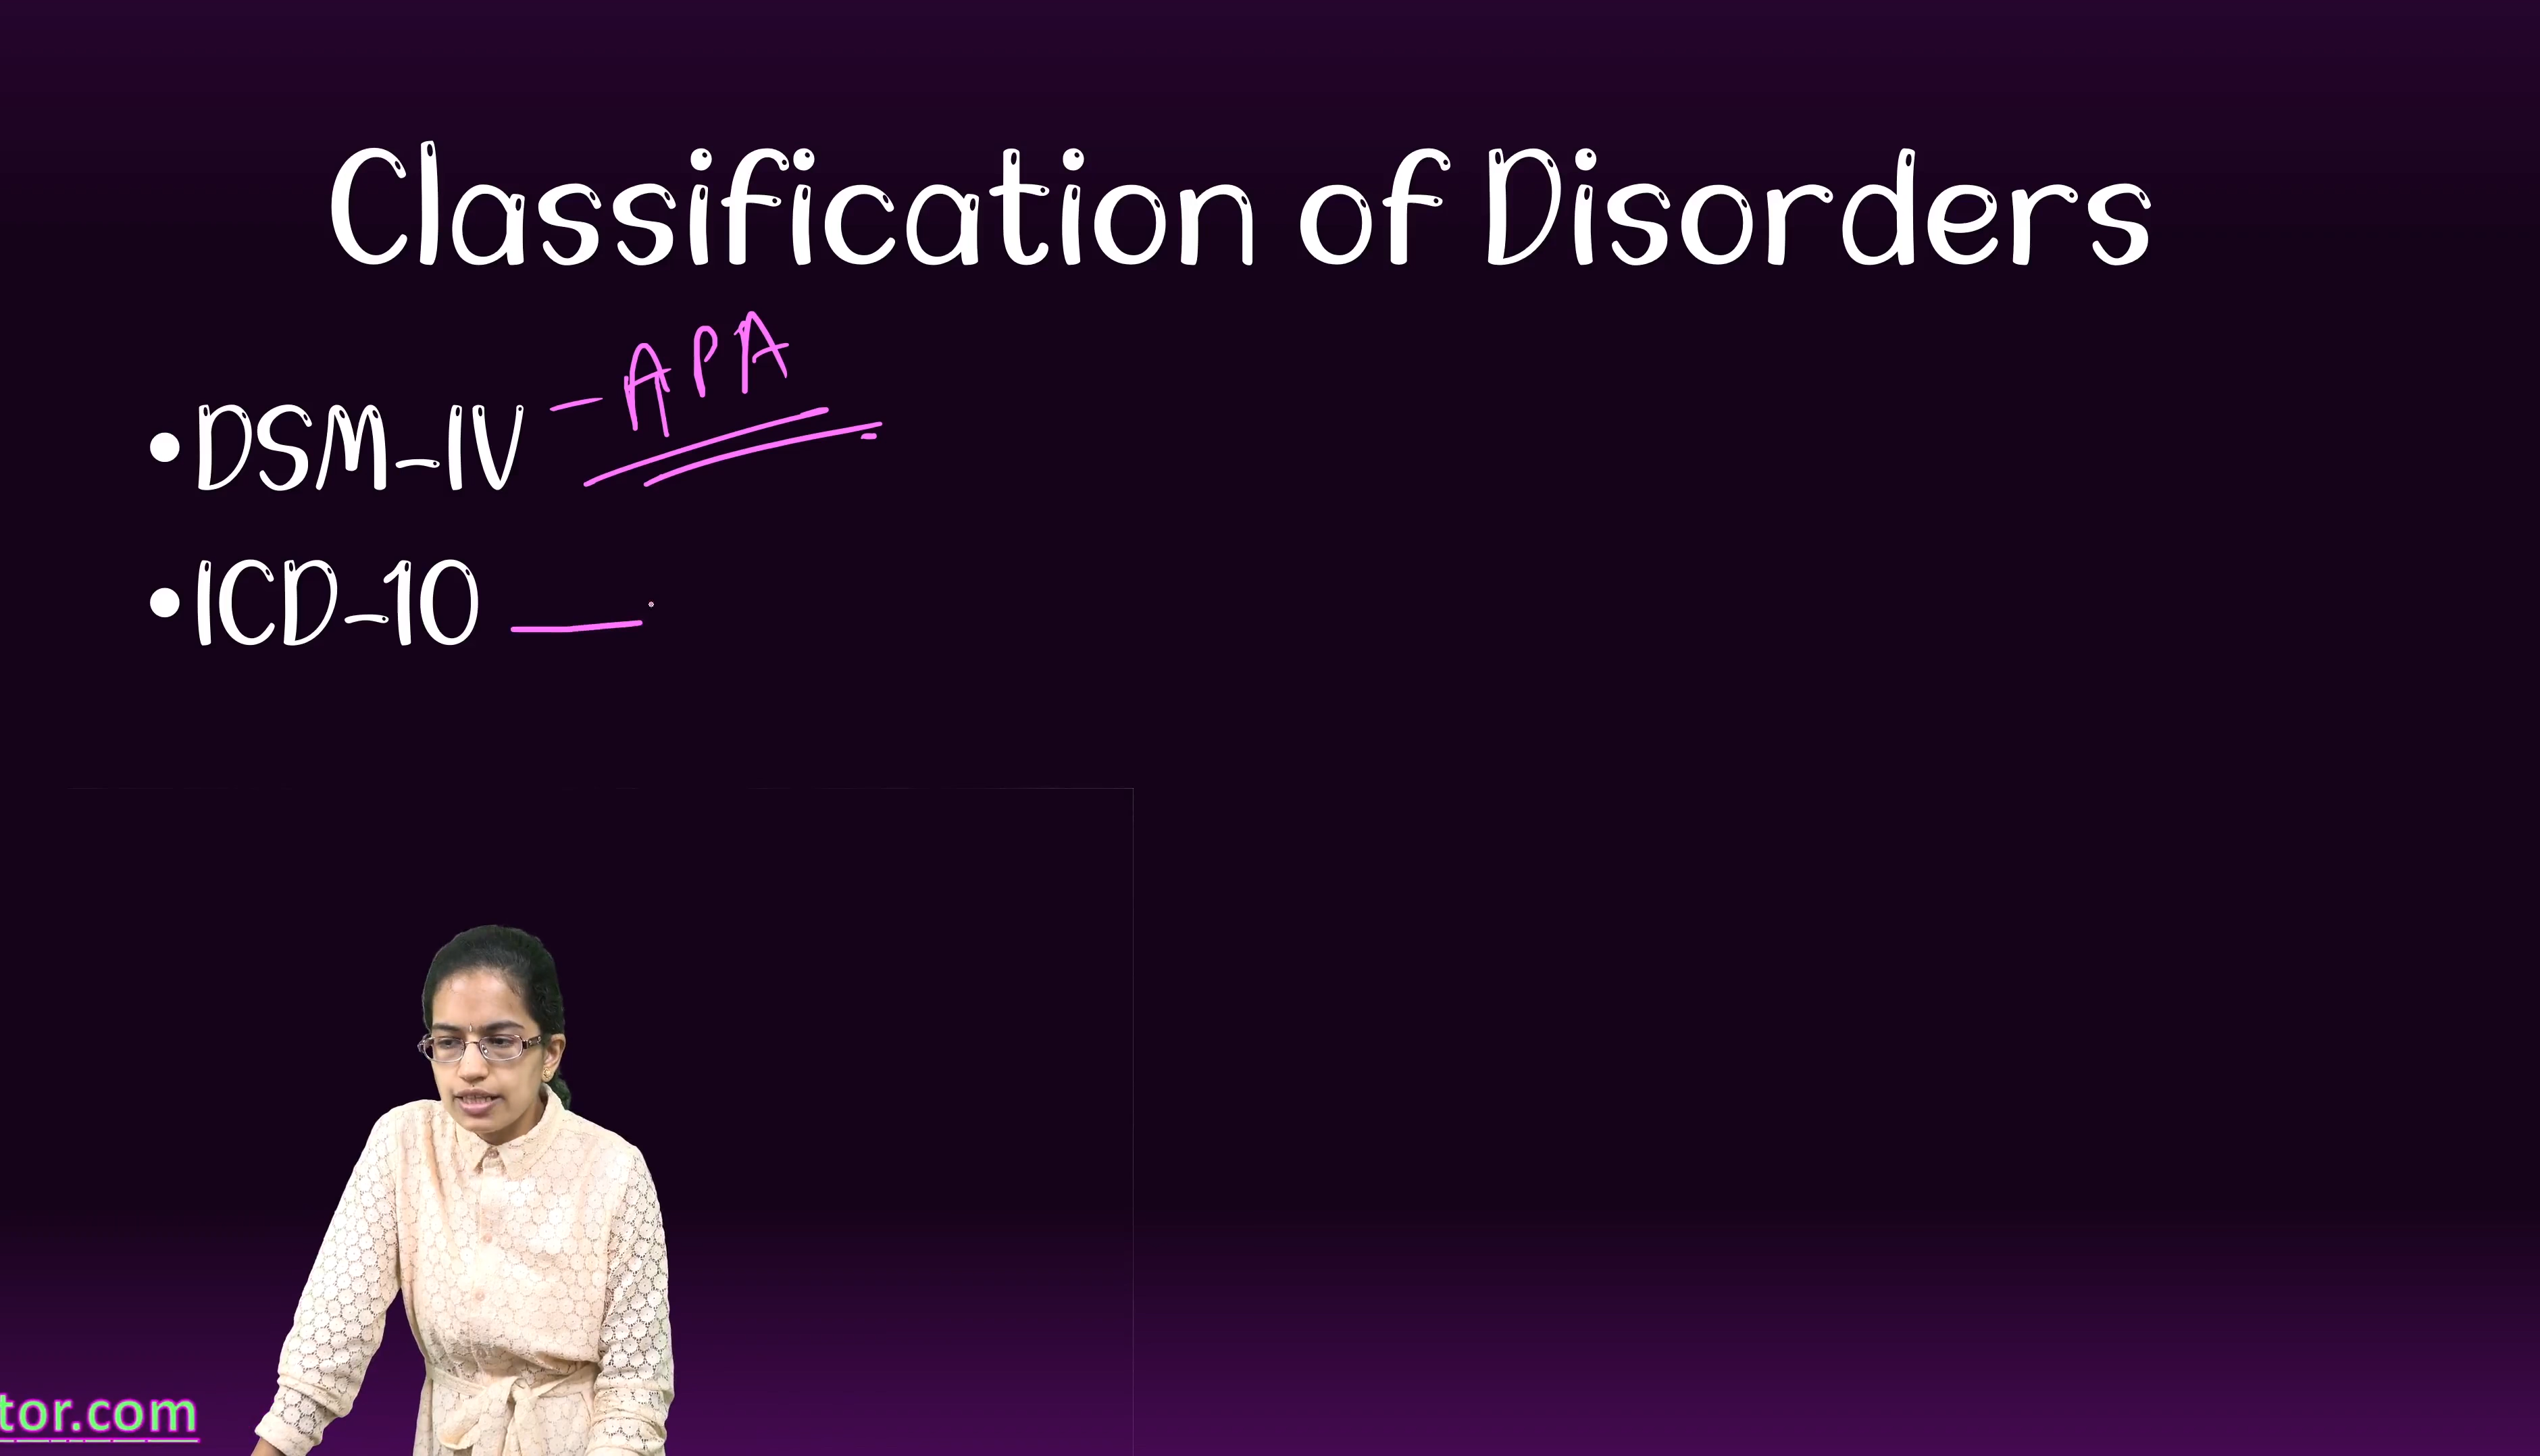 Classification of Disorders
•DSM-IV – APA
•ICD-10 —
tor.com